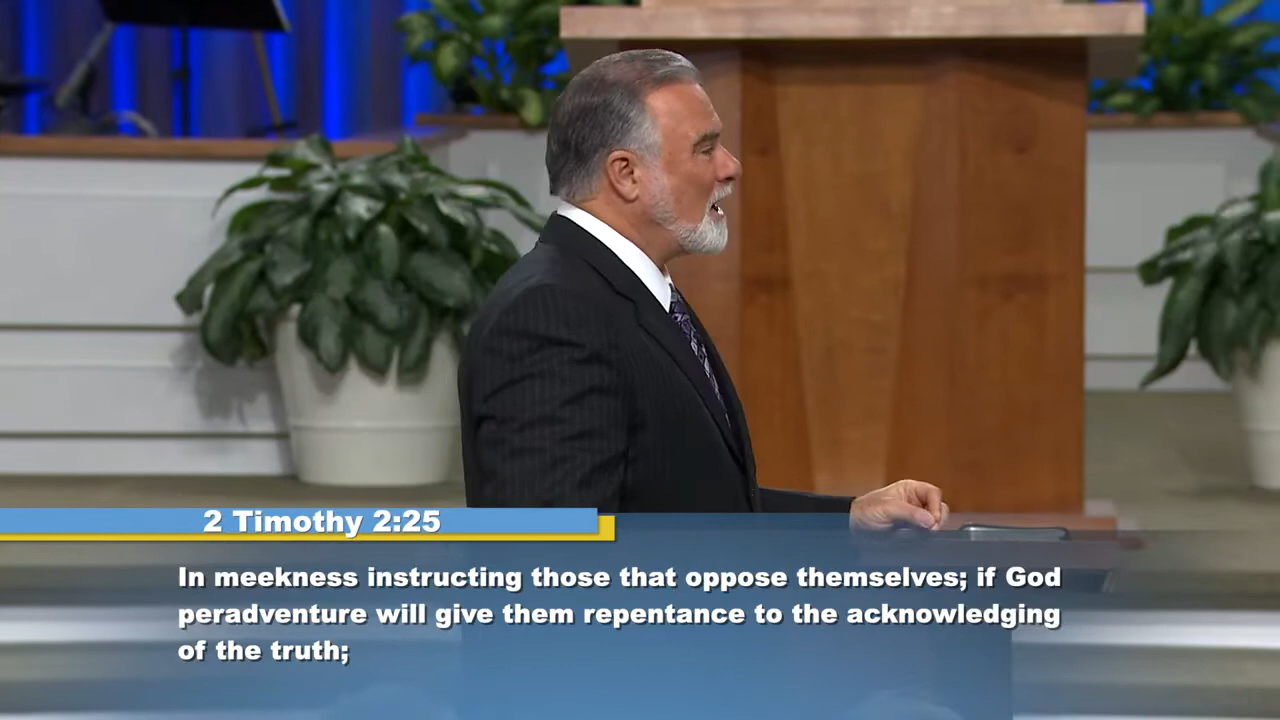 2 Timothy 2:25
In meekness instructing those that oppose themselves; if God
peradventure will give them repentance to the acknowledging
of the truth;